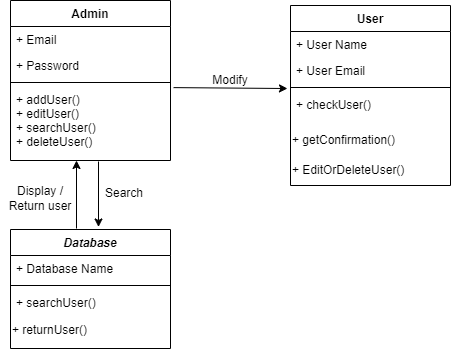 Admin
+ Email
+ Password
+ addUser()
+ editUser()
+ searchUser()
+ deleteUser()
Modify
User
+ User Name
+ User Email
+ checkUser()
+ getConfirmation()
+ EditOrDeleteUser()
Display /
Return user
Search
Database
+ Database Name
+ searchUser()
+ returnUser()